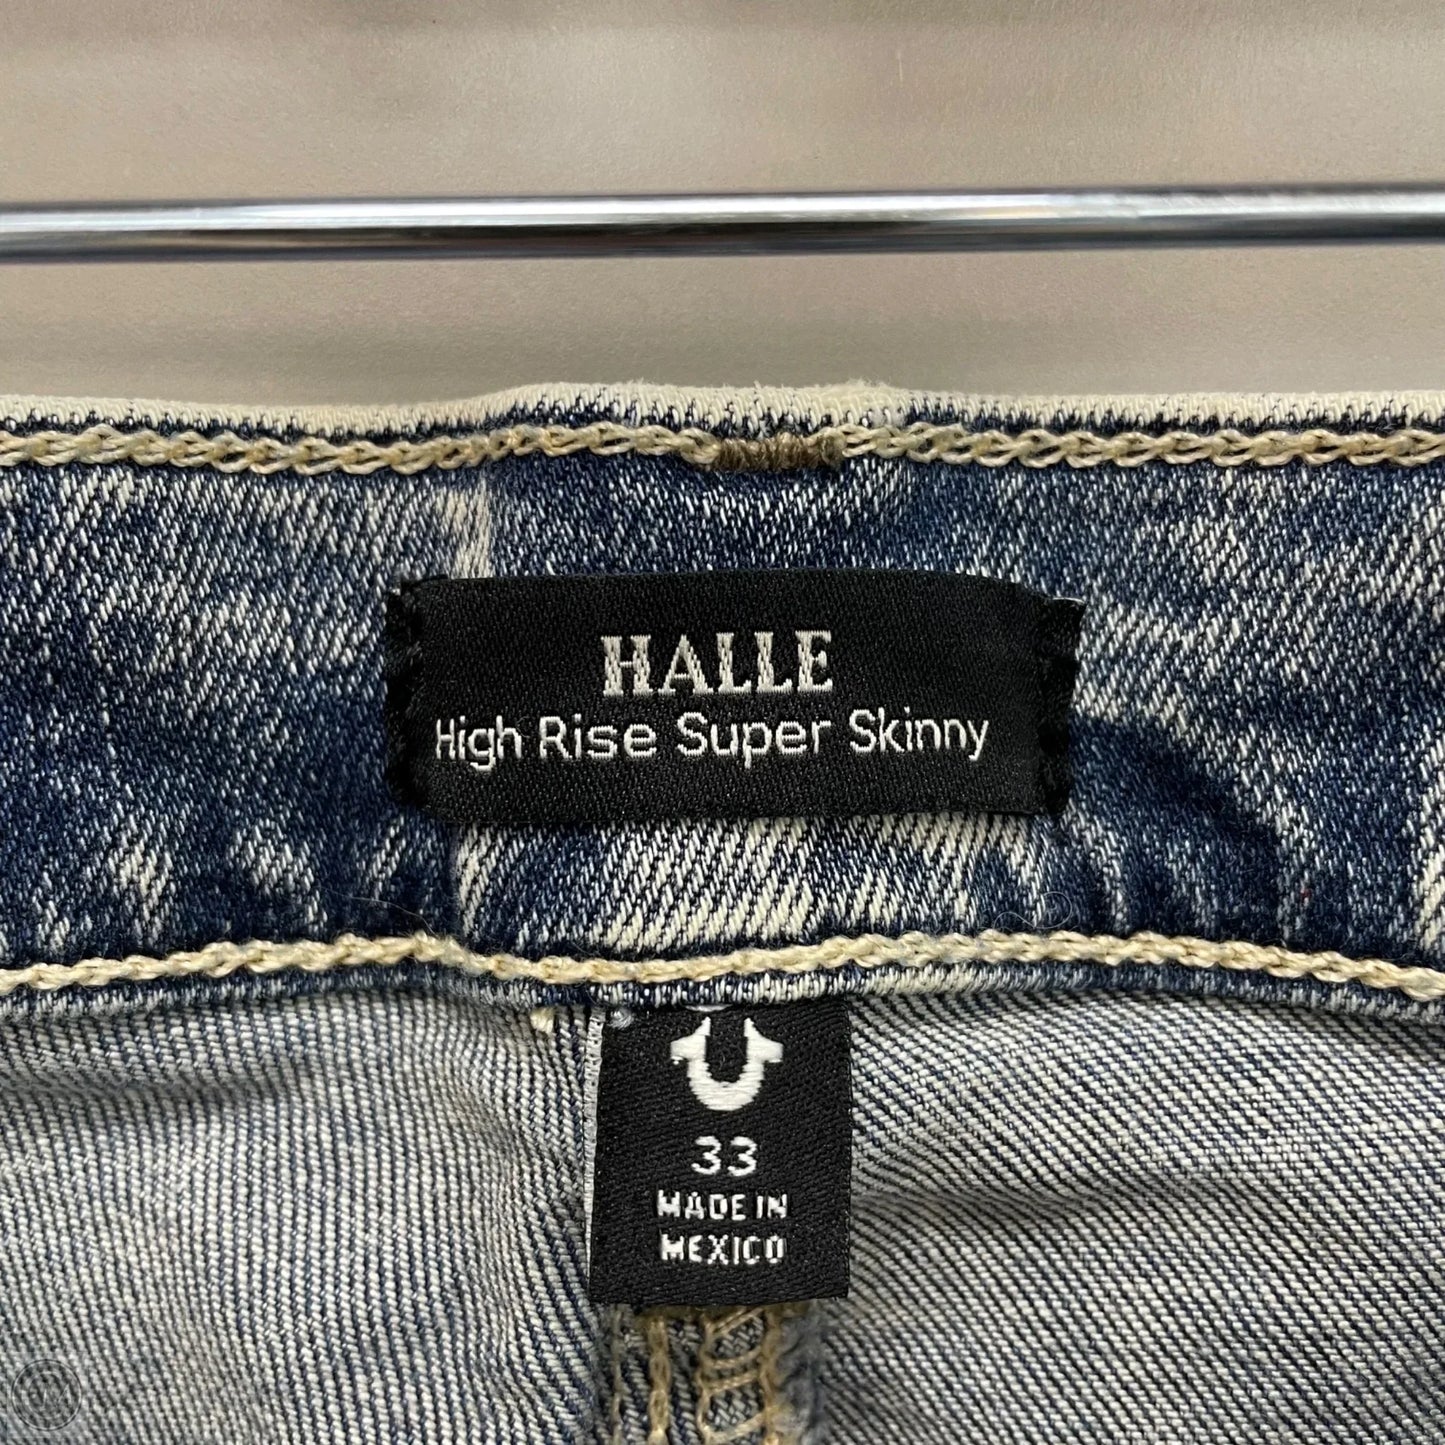 HALLE
High Rise Super Skinny
33
MADE IN
MEXICO